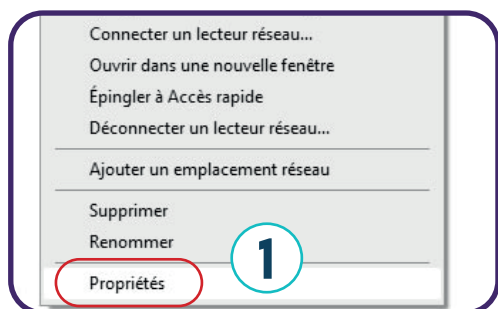 Connecter un lecteur réseau...
Ouvrir dans une nouvelle fenêtre
Épingler à Accès rapide
Déconnecter un lecteur réseau...
Ajouter un emplacement réseau
Supprimer
Renommer
1
Propriétés